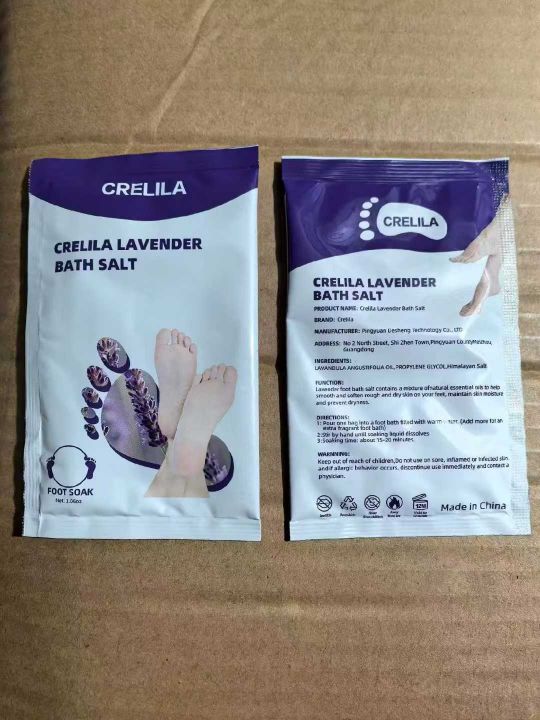 CRELILA
CRELILA LAVENDER
BATH SALT
FOOT SOAK
Net: 1.06oz
CRELILA
CRELILA LAVENDER
BATH SALT
PRODUCT NAME: Crelila Lavender Bath Salt
BRAND: Crelila
MANUFACTURER: Pingyuan Desheng Technology Co., LTD
ADDRESS: No 2 North Street, Shi Zhen Town,Pingyuan County,Meizhou,
Guangdong
INGREDIENTS:
LAVANDULA ANGUSTIFOLIA OIL, PROPYLENE GLYCOL,Himalayan Salt
FUNCTION:
Lavender foot bath salt contains a mixture ofnatural essential oils to help
smooth and soften rough and dry skin on your feet, maintain skin moisture
and prevent dryness.
DIRECTIONS:
1: Pour one bag into a foot bath filled with warm (Add more for an
extra fragrant foot bath)
2:Stir by hand until soaking liquid dissolves
3:Soaking time: about 15-20 minutes.
WARNNING:
Keep out of reach of children,Do not use on sore, inflamed or infected skin
and if allergic behavior occurs, discontinue use immediately and contact a
physician.
12M
Made in China